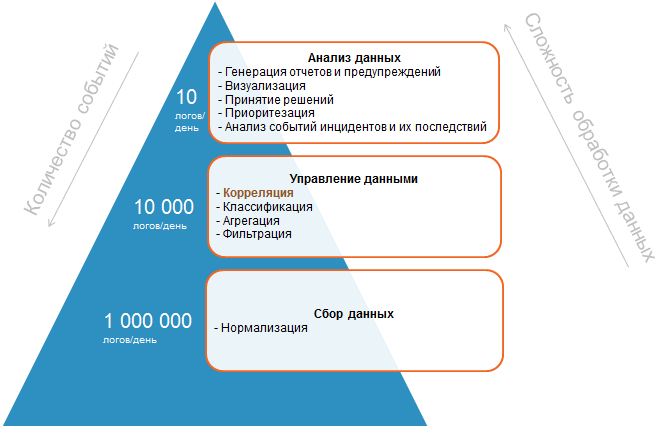 Количество событий
Сложность обработки данных
10
логов/
день
Анализ данных
- Генерация отчетов и предупреждений
- Визуализация
- Принятие решений
- Приоритезация
- Анализ событий инцидентов и их последствий
10 000
логов/день
Управление данными
- Корреляция
- Классификация
- Агрегация
- Фильтрация
1 000 000
логов/день
Сбор данных
- Нормализация